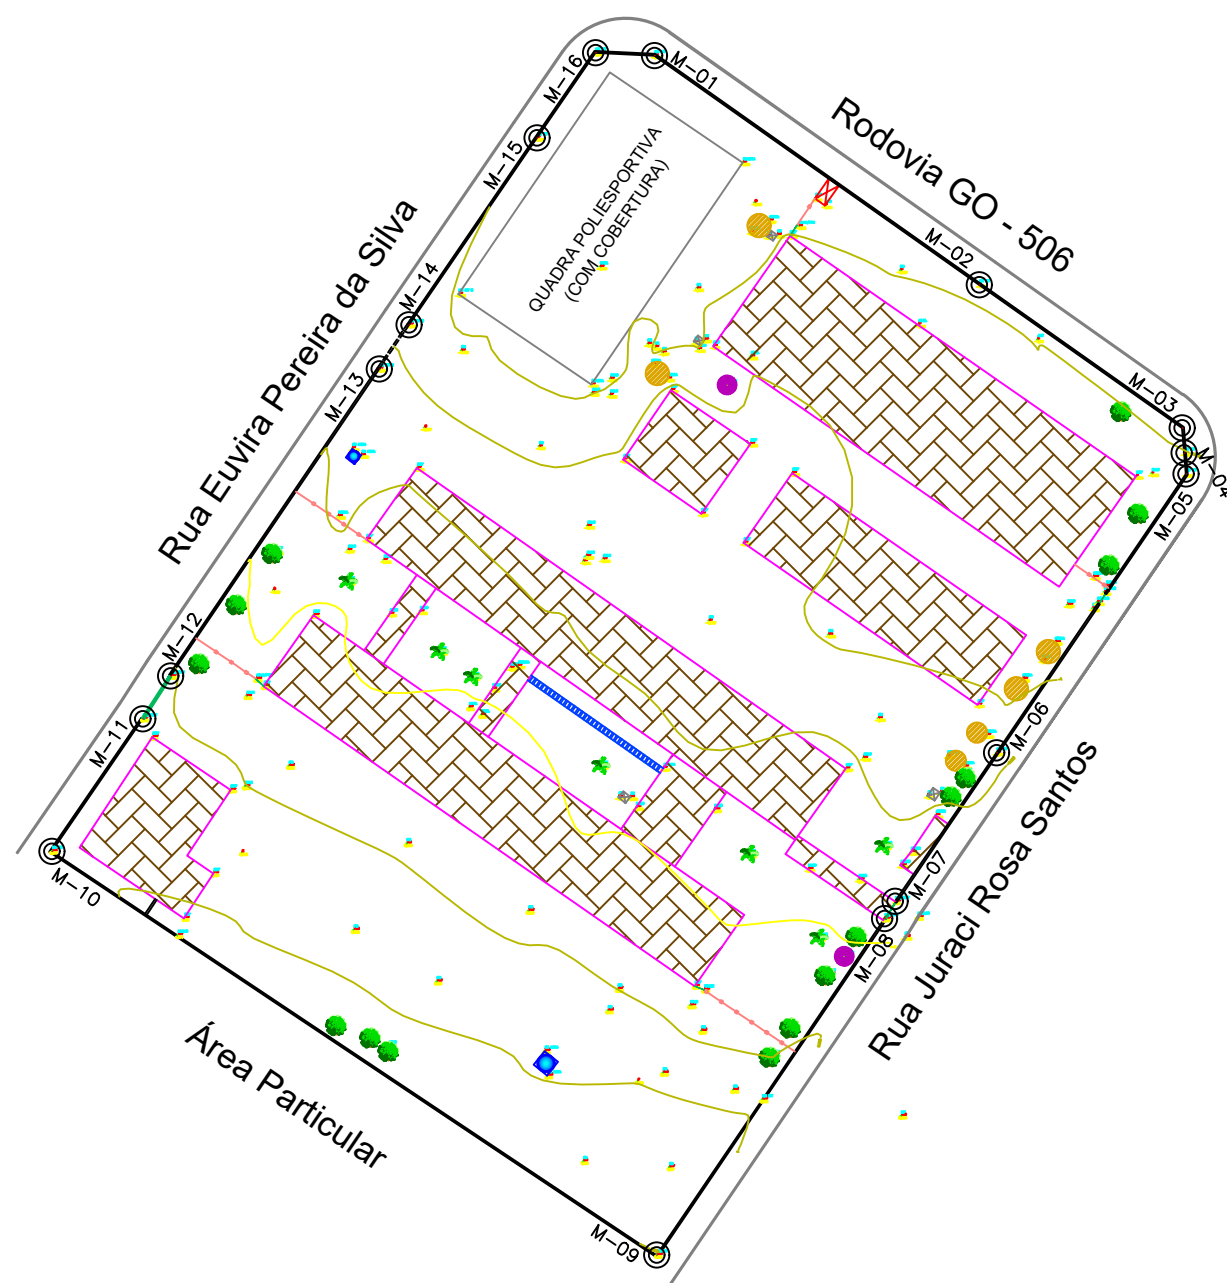 M-16
M-01
Rodovia GO - 506
M-15
QUADRA POLIESPORTIVA
(COM COBERTURA)
M-02
Rua Euvira Pereira da Silva
M-14
M-13
M-03
M-04
M-05
M-12
M-11
M-06
Rua Juraci Rosa Santos
M-07
M-08
M-10
Área Particular
M-09